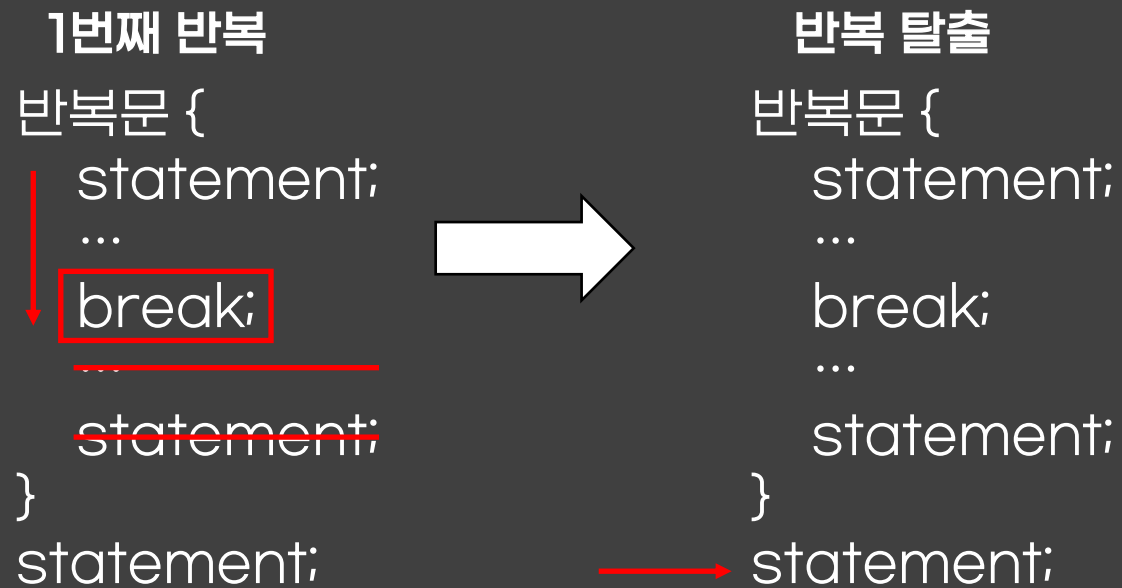 1번째 반복
반복문 {
statement;
...
break;
...
statement;
}
statement;
반복 탈출
반복문 {
statement;
...
break;
...
statement;
}
statement;